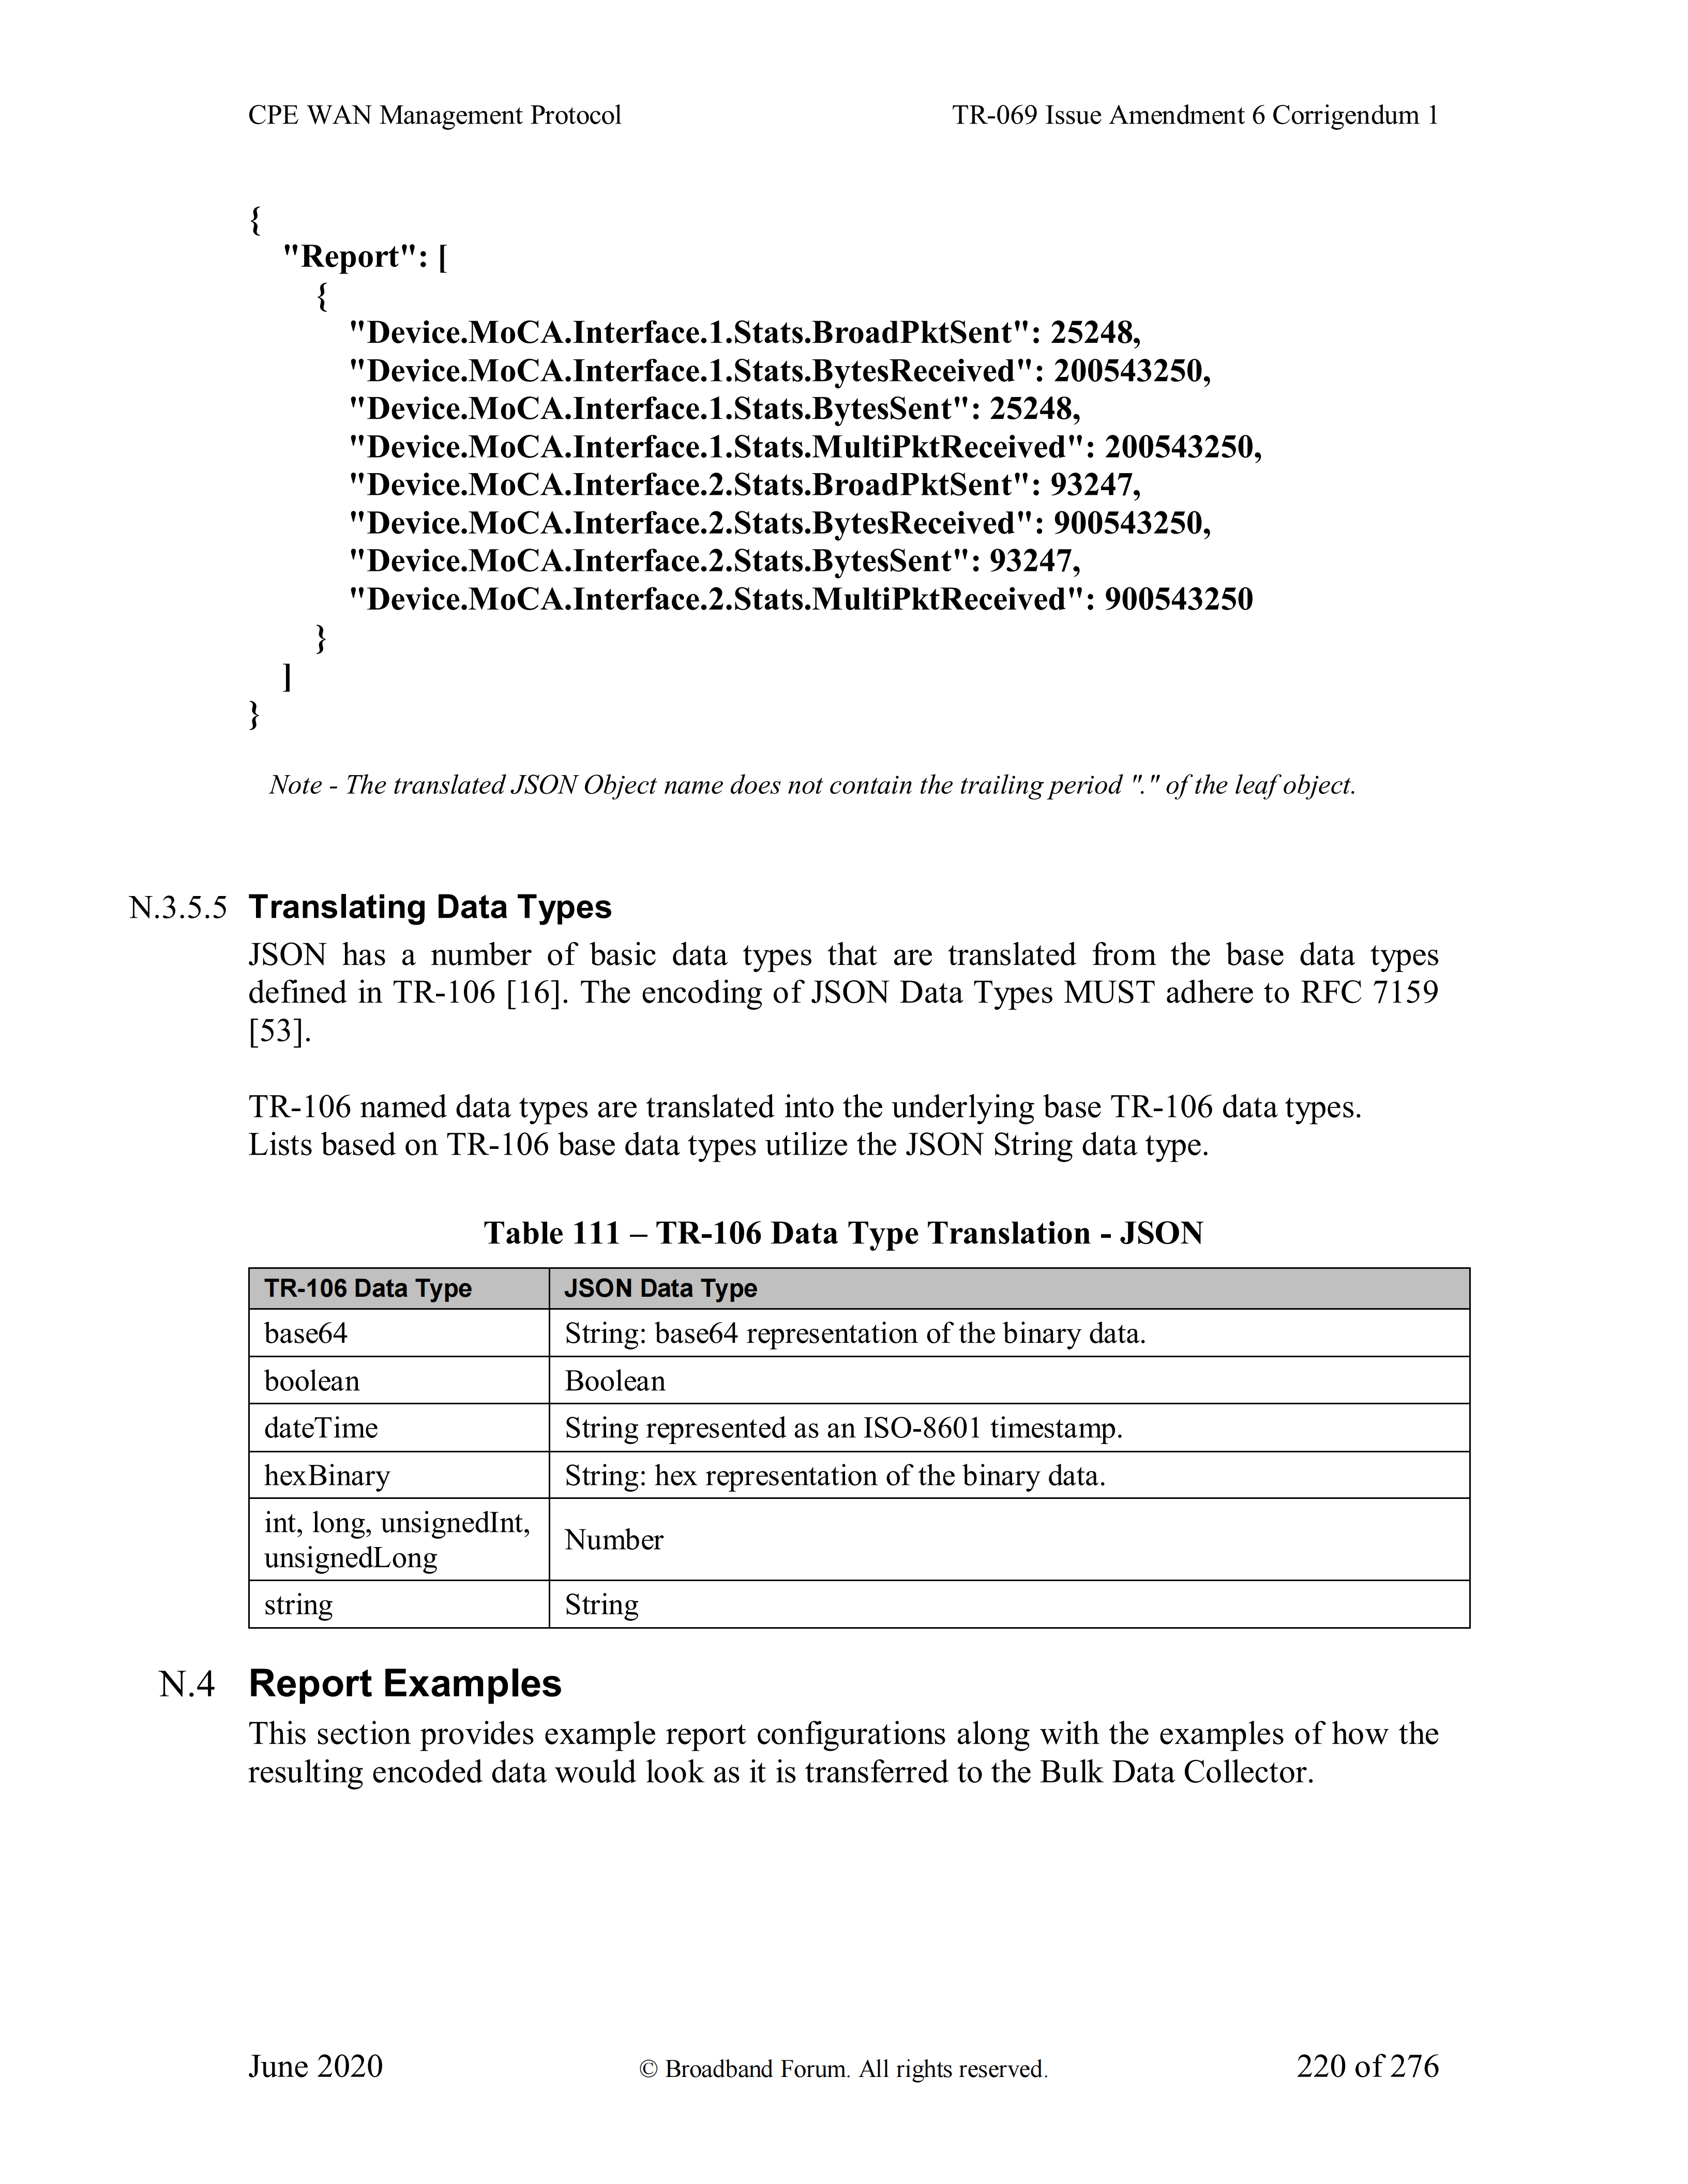 CPE WAN Management Protocol TR-069 Issue Amendment 6 Corrigendum 1
{
"Report": [
{
"Device.MoCA.Interface.1.Stats.BroadPktSent": 25248,
"Device.MoCA.Interface.1.Stats.BytesReceived": 200543250,
"Device.MoCA.Interface.1.Stats.BytesSent": 25248,
"Device.MoCA.Interface.1.Stats.MultiPktReceived": 200543250,
"Device.MoCA.Interface.2.Stats.BroadPktSent": 93247,
"Device.MoCA.Interface.2.Stats.BytesReceived": 900543250,
"Device.MoCA.Interface.2.Stats.BytesSent": 93247,
"Device.MoCA.Interface.2.Stats.MultiPktReceived": 900543250
}
]
}
Note - The translated JSON Object name does not contain the trailing period "." of the leaf object.
N.3.5.5 Translating Data Types
JSON has a number of basic data types that are translated from the base data types
defined in TR-106 [16]. The encoding of JSON Data Types MUST adhere to RFC 7159
[53].
TR-106 named data types are translated into the underlying base TR-106 data types.
Lists based on TR-106 base data types utilize the JSON String data type.
Table 111 – TR-106 Data Type Translation - JSON
TR-106 Data Type JSON Data Type
base64 String: base64 representation of the binary data.
boolean Boolean
dateTime String represented as an ISO-8601 timestamp.
hexBinary String: hex representation of the binary data.
int, long, unsignedInt,
unsignedLong Number
string String
N.4 Report Examples
This section provides example report configurations along with the examples of how the
resulting encoded data would look as it is transferred to the Bulk Data Collector.
June 2020 © Broadband Forum. All rights reserved. 220 of 276